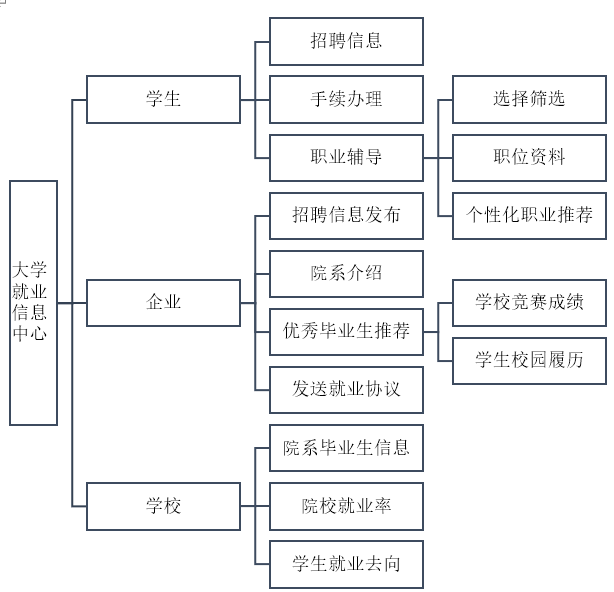 大学
就业
信息
中心
学生
招聘信息
手续办理
职业辅导
选择筛选
职位资料
个性化职业推荐
企业
招聘信息发布
院系介绍
优秀毕业生推荐
学校竞赛成绩
学生校园履历
发送就业协议
学校
院系毕业生信息
院校就业率
学生就业去向